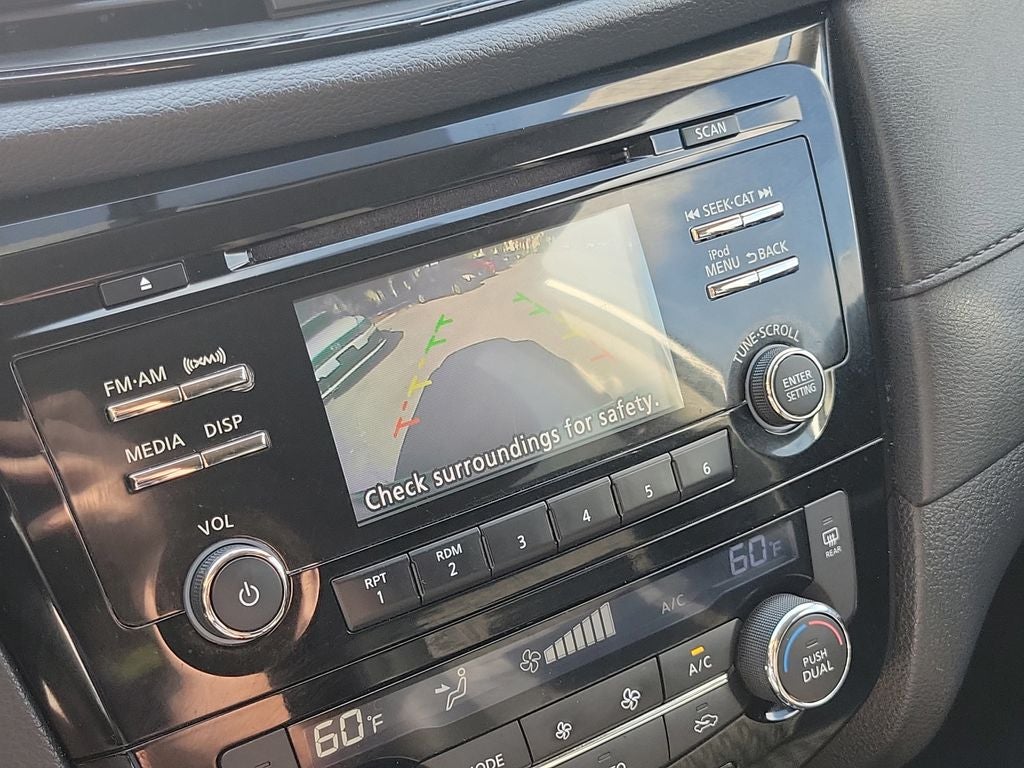 SCAN
SEEK·CAT
iPod
MENU
BACK
FM·AM
((XM))
MEDIA
DISP
TUNE·SCROLL
ENTER
SETTING
Check surroundings for safety.
VOL
RPT
1
RDM
2
3
4
5
6
60°F
A/C
60°F
REAR
A/C
PUSH
DUAL
MODE